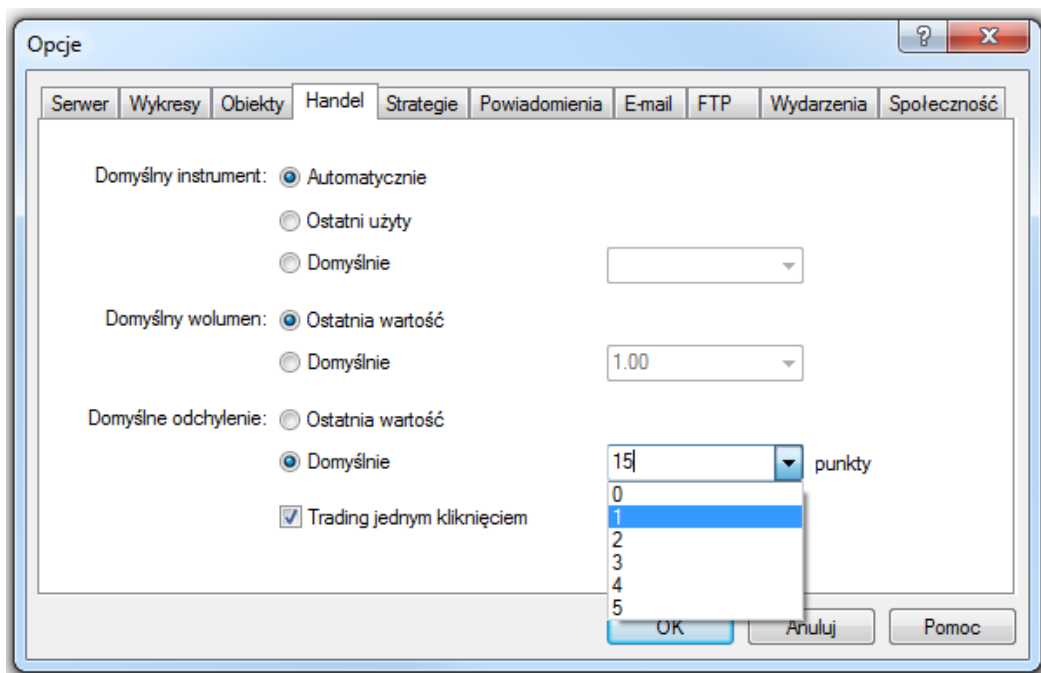 Opcje
Serwer Wykresy Obiekty Handel Strategie Powiadomienia E-mail FTP Wydarzenia Społeczność
Domyślny instrument: Automatycznie
Ostatni użyty
Domyślnie
Domyślny wolumen: Ostatnia wartość
Domyślnie 1.00
Domyślne odchylenie: Ostatnia wartość
Domyślnie 15 punkty
0
Trading jednym kliknięciem 1
2
3
4
5
OK Anuluj Pomoc